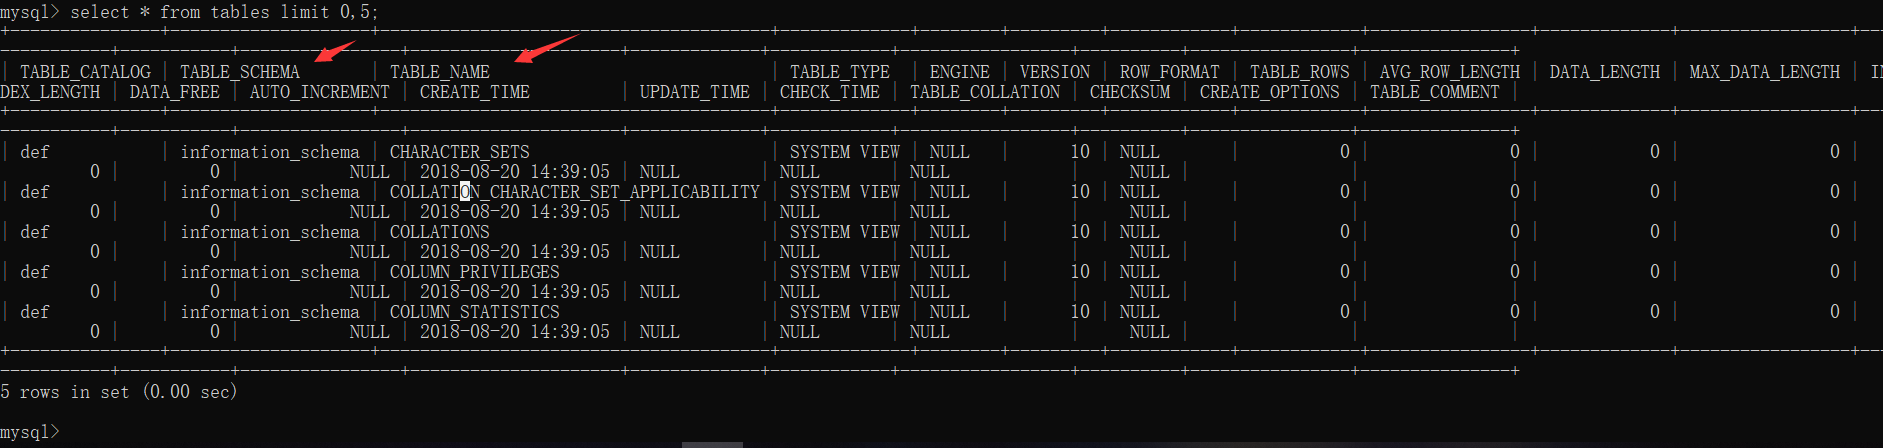 mysql> select * from tables limit 0,5;
+---------------+--------------------+---------------------------------------+-------------+--------+---------+------------+------------+----------------+-------------+-----------------+---
-----------+-----------+----------------+---------------------+-------------+------------+-----------------+----------+----------------+---------------+
| TABLE_CATALOG | TABLE_SCHEMA       | TABLE_NAME                            | TABLE_TYPE  | ENGINE | VERSION | ROW_FORMAT | TABLE_ROWS | AVG_ROW_LENGTH | DATA_LENGTH | MAX_DATA_LENGTH | IN
DEX_LENGTH | DATA_FREE | AUTO_INCREMENT | CREATE_TIME         | UPDATE_TIME | CHECK_TIME | TABLE_COLLATION | CHECKSUM | CREATE_OPTIONS | TABLE_COMMENT |
+---------------+--------------------+---------------------------------------+-------------+--------+---------+------------+------------+----------------+-------------+-----------------+---
-----------+-----------+----------------+---------------------+-------------+------------+-----------------+----------+----------------+---------------+
| def           | information_schema | CHARACTER_SETS                        | SYSTEM VIEW | NULL   |      10 | NULL       |          0 |              0 |           0 |               0 |
         0 |         0 |           NULL | 2018-08-20 14:39:05 | NULL        | NULL       | NULL            |     NULL |                |               |
| def           | information_schema | COLLATION_CHARACTER_SET_APPLICABILITY | SYSTEM VIEW | NULL   |      10 | NULL       |          0 |              0 |           0 |               0 |
         0 |         0 |           NULL | 2018-08-20 14:39:05 | NULL        | NULL       | NULL            |     NULL |                |               |
| def           | information_schema | COLLATIONS                            | SYSTEM VIEW | NULL   |      10 | NULL       |          0 |              0 |           0 |               0 |
         0 |         0 |           NULL | 2018-08-20 14:39:05 | NULL        | NULL       | NULL            |     NULL |                |               |
| def           | information_schema | COLUMN_PRIVILEGES                     | SYSTEM VIEW | NULL   |      10 | NULL       |          0 |              0 |           0 |               0 |
         0 |         0 |           NULL | 2018-08-20 14:39:05 | NULL        | NULL       | NULL            |     NULL |                |               |
| def           | information_schema | COLUMN_STATISTICS                     | SYSTEM VIEW | NULL   |      10 | NULL       |          0 |              0 |           0 |               0 |
         0 |         0 |           NULL | 2018-08-20 14:39:05 | NULL        | NULL       | NULL            |     NULL |                |               |
+---------------+--------------------+---------------------------------------+-------------+--------+---------+------------+------------+----------------+-------------+-----------------+---
-----------+-----------+----------------+---------------------+-------------+------------+-----------------+----------+----------------+---------------+
5 rows in set (0.00 sec)
mysql>